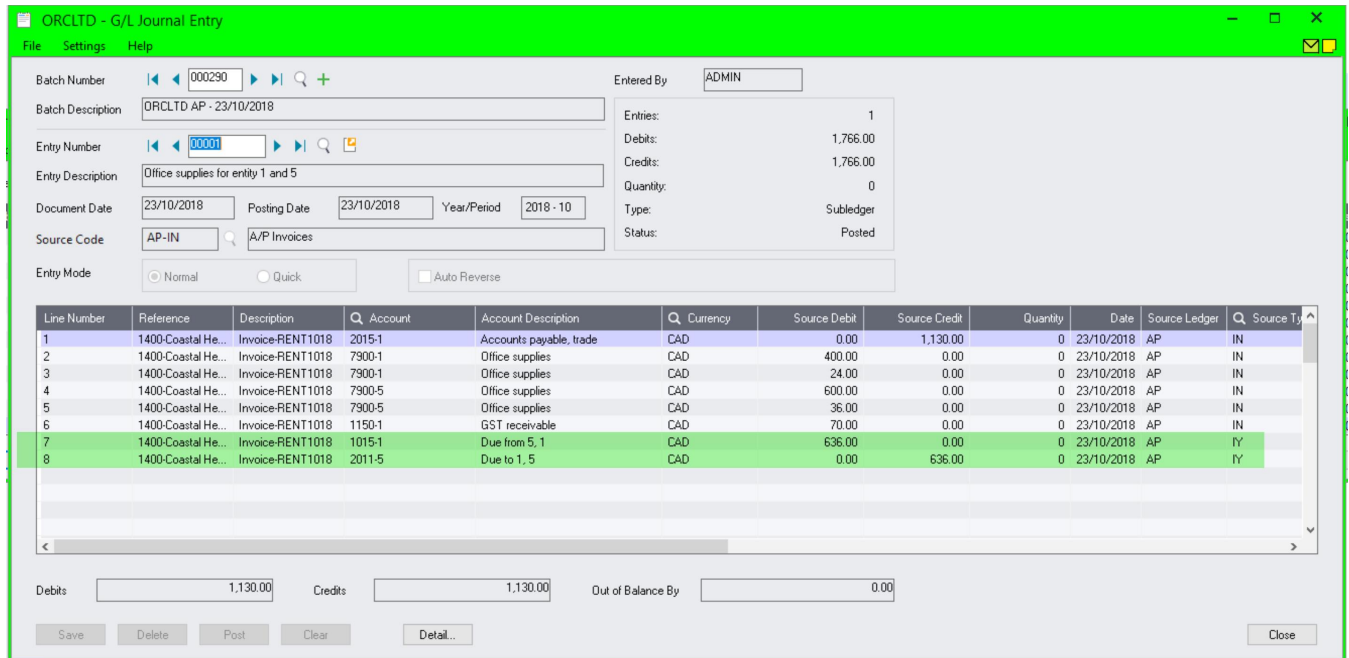 ORCLTD - G/L Journal Entry
File Settings Help
Batch Number 000290 Entered By ADMIN
Batch Description ORCLTD AP - 23/10/2018
Entries: 1
Entry Number 00001 Debits: 1,766.00
Credits: 1,766.00
Entry Description Office supplies for entity 1 and 5
Quantity: 0
Document Date 23/10/2018 Posting Date 23/10/2018 Year/Period 2018 - 10 Type: Subledger
Source Code AP-IN A/P Invoices Status: Posted
Entry Mode Normal Quick Auto Reverse
Line Number Reference Description Account Account Description Currency Source Debit Source Credit Quantity Date Source Ledger Source Ty
1 1400-Coastal He... Invoice-RENT1018 2015-1 Accounts payable, trade CAD 0.00 1,130.00 0 23/10/2018 AP IN
2 1400-Coastal He... Invoice-RENT1018 7900-1 Office supplies CAD 400.00 0.00 0 23/10/2018 AP IN
3 1400-Coastal He... Invoice-RENT1018 7900-1 Office supplies CAD 24.00 0.00 0 23/10/2018 AP IN
4 1400-Coastal He... Invoice-RENT1018 7900-5 Office supplies CAD 600.00 0.00 0 23/10/2018 AP IN
5 1400-Coastal He... Invoice-RENT1018 7900-5 Office supplies CAD 36.00 0.00 0 23/10/2018 AP IN
6 1400-Coastal He... Invoice-RENT1018 1150-1 GST receivable CAD 70.00 0.00 0 23/10/2018 AP IN
7 1400-Coastal He... Invoice-RENT1018 1015-1 Due from 5, 1 CAD 636.00 0.00 0 23/10/2018 AP IY
8 1400-Coastal He... Invoice-RENT1018 2011-5 Due to 1, 5 CAD 0.00 636.00 0 23/10/2018 AP IY
Debits 1,130.00 Credits 1,130.00 Out of Balance By 0.00
Save Delete Post Clear Detail... Close